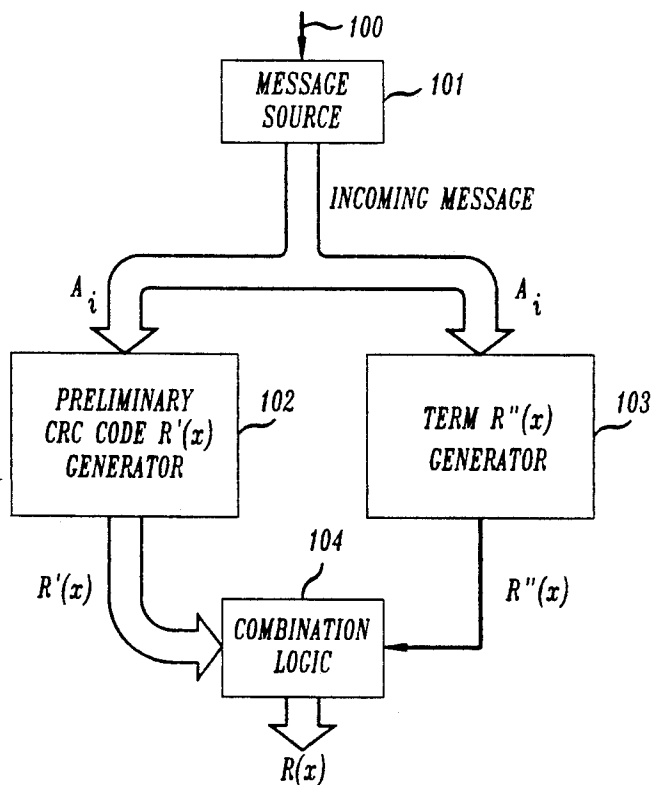 100
MESSAGE
SOURCE
101
INCOMING MESSAGE
A i
A i
PRELIMINARY
CRC CODE R'(x)
GENERATOR
102
TERM R"(x)
GENERATOR
103
R'(x)
104
R"(x)
COMBINATION
LOGIC
R(x)